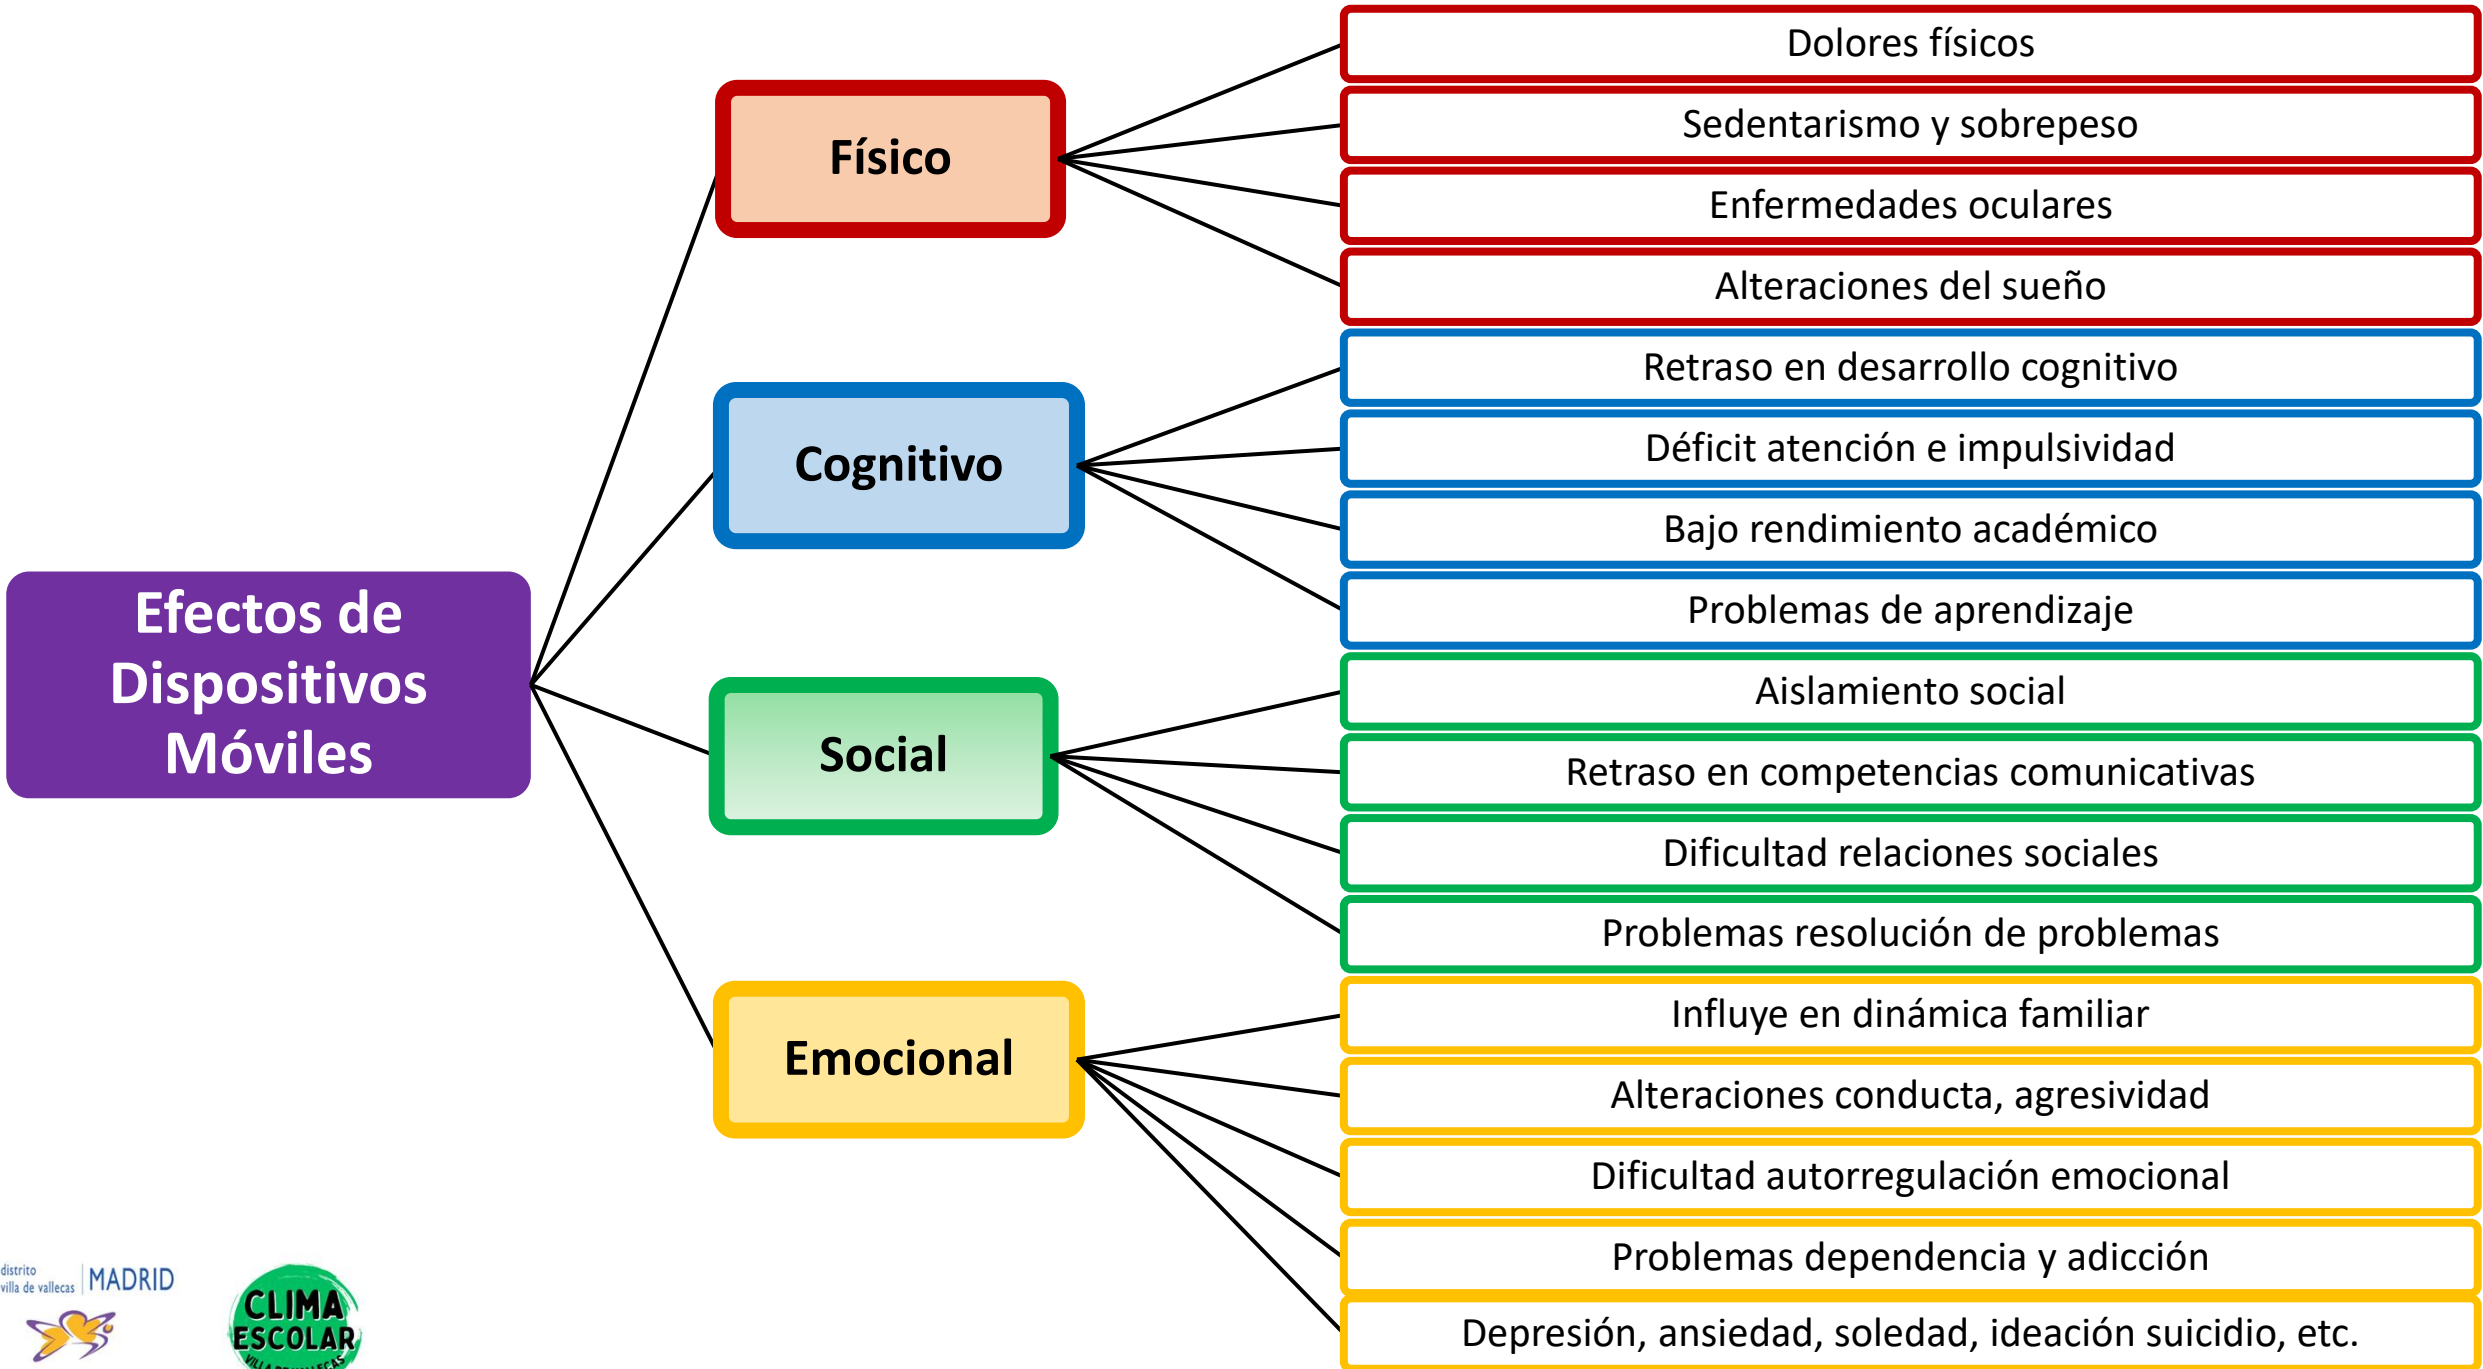 Efectos de
Dispositivos
Móviles
Físico
Dolores físicos
Sedentarismo y sobrepeso
Enfermedades oculares
Alteraciones del sueño
Cognitivo
Retraso en desarrollo cognitivo
Déficit atención e impulsividad
Bajo rendimiento académico
Problemas de aprendizaje
Social
Aislamiento social
Retraso en competencias comunicativas
Dificultad relaciones sociales
Problemas resolución de problemas
Emocional
Influye en dinámica familiar
Alteraciones conducta, agresividad
Dificultad autorregulación emocional
Problemas dependencia y adicción
Depresión, ansiedad, soledad, ideación suicidio, etc.
distrito
villa de vallecas
MADRID
CLIMA
ESCOLAR